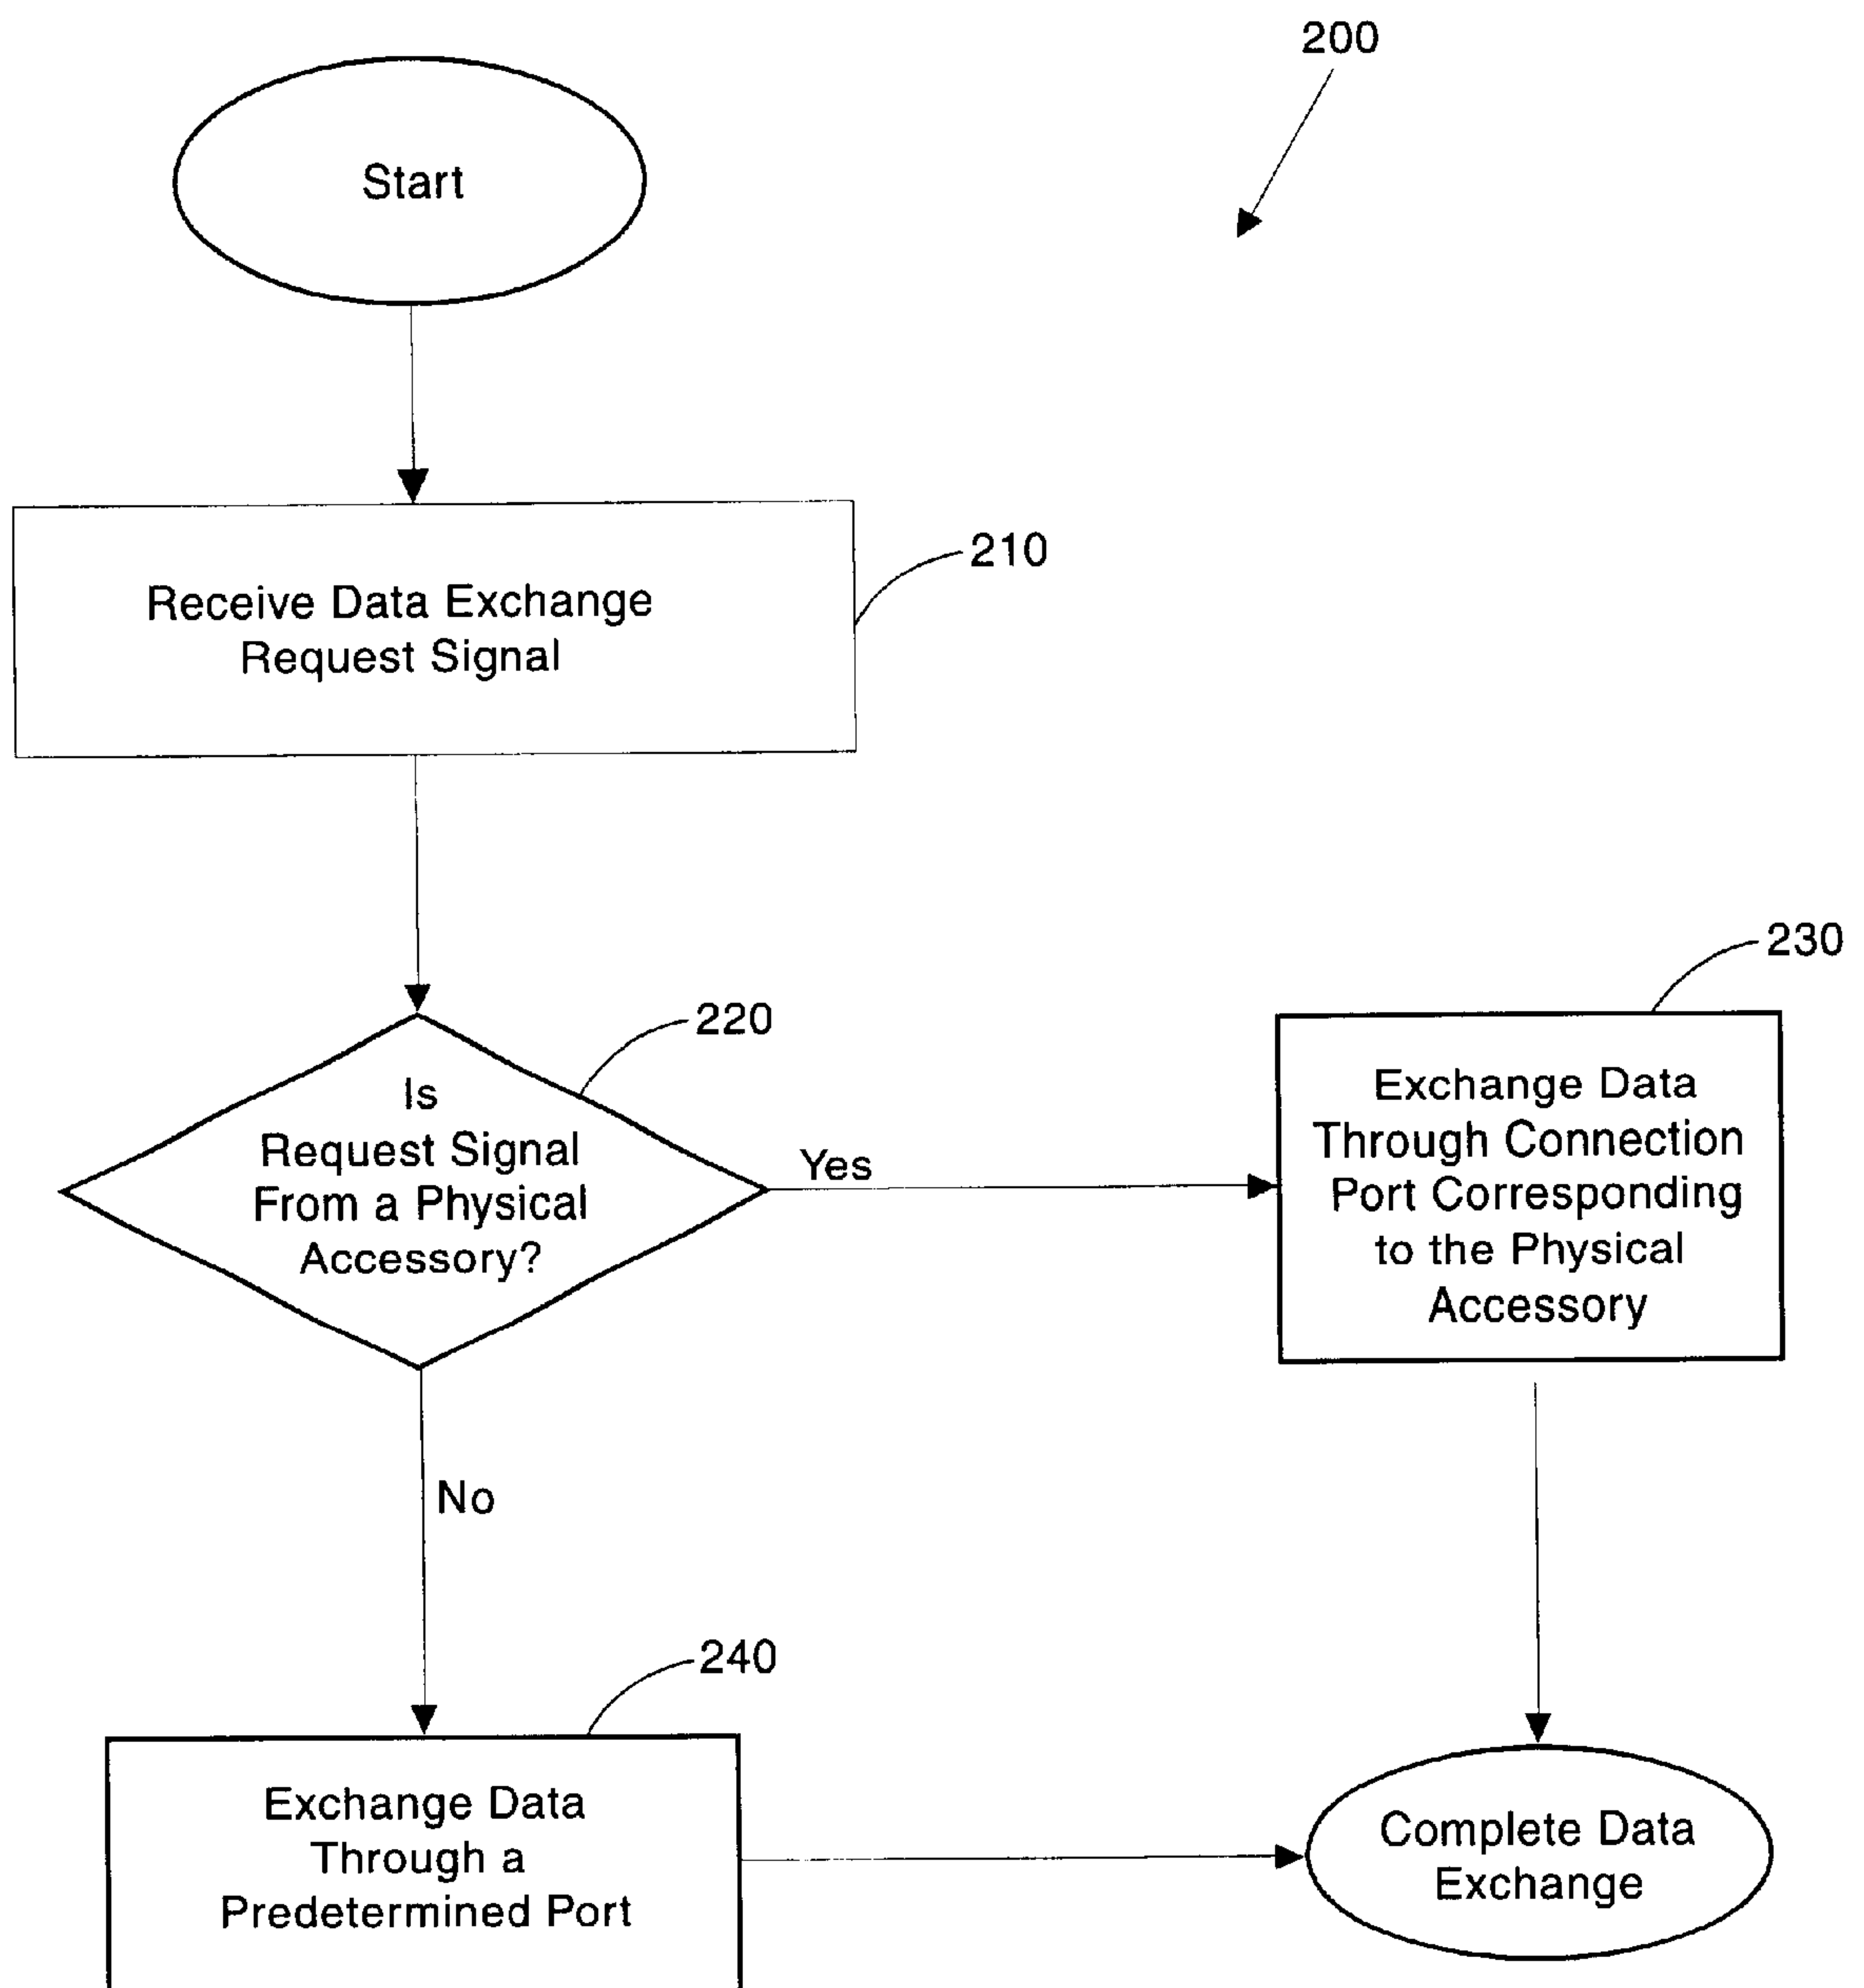 200
Start
210
Receive Data Exchange
Request Signal
220
Is
Request Signal
From a Physical
Accessory?
Yes
230
Exchange Data
Through Connection
Port Corresponding
to the Physical
Accessory
No
240
Exchange Data
Through a
Predetermined Port
Complete Data
Exchange